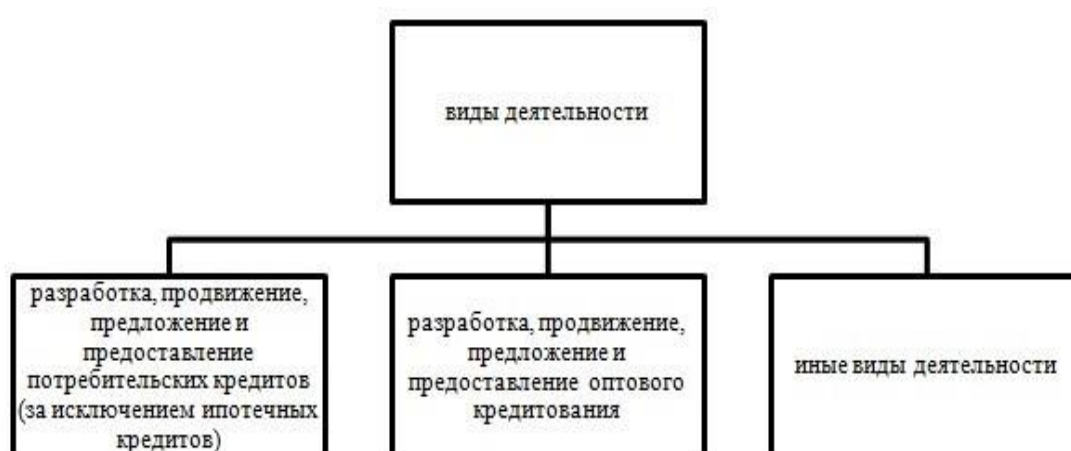 виды деятельности
разработка, продвижение,
предложение и
предоставление
потребительских кредитов
(за исключением ипотечных
кредитов)
разработка, продвижение,
предложение и
предоставление оптового
кредитования
иные виды деятельности